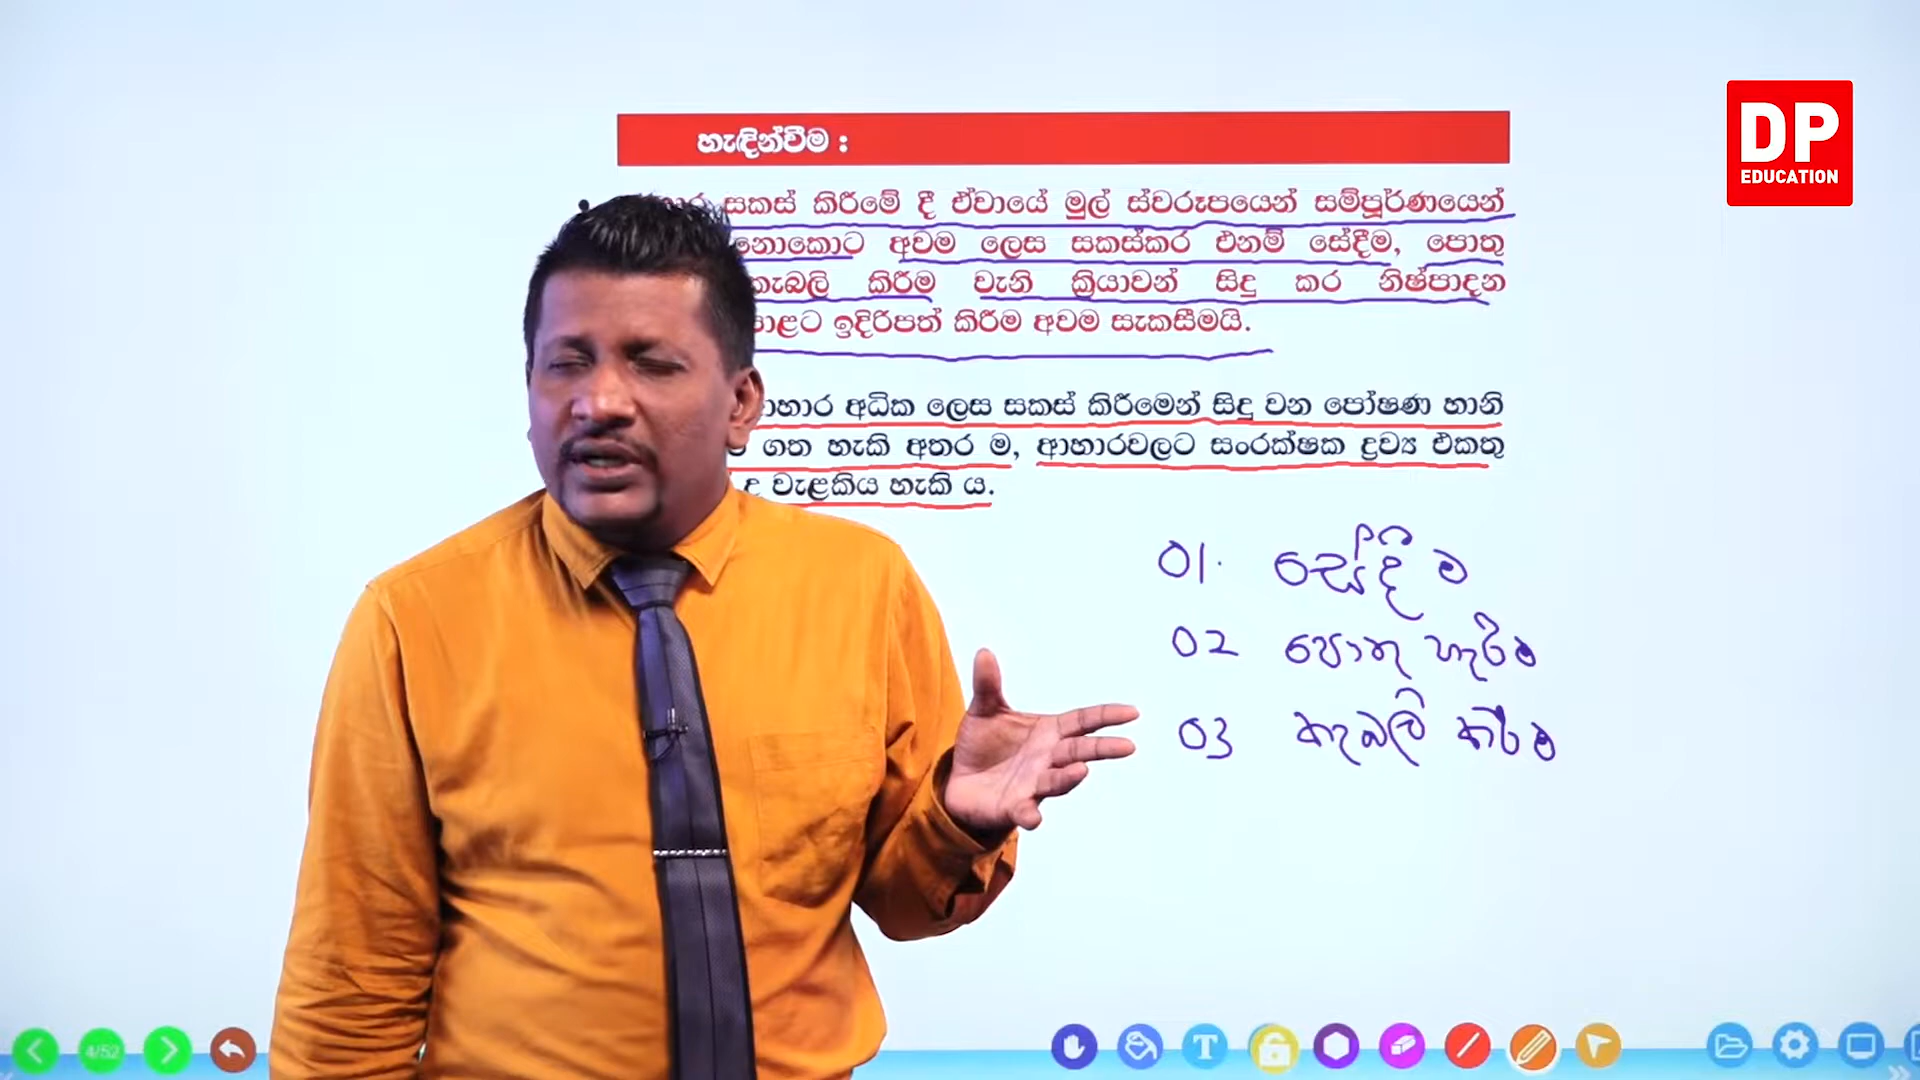 DP
EDUCATION
හැඳින්වීම :
සකස් කිරීමේ දී ඒවායේ මුල් ස්වරූපයෙන් සම්පූර්ණයෙන්
නොකොට අවම ලෙස සකස්කර එනම් සේදීම, පොතු
කැබලි කිරීම වැනි ක්‍රියාවන් සිදු කර නිෂ්පාදන
ඉදිරිපත් කිරීම අවම සැකසීමයි.
ආහාර අධික ලෙස සකස් කිරීමෙන් සිදු වන පෝෂණ හානි
ගත හැකි අතර ම, ආහාරවලට සංරක්ෂක ද්‍රව්‍ය එකතු
ද වැළකිය හැකි ය.
01. සේදීම
02 පොතු හැරීම
03 කැබලි කිරීම
4/52
T